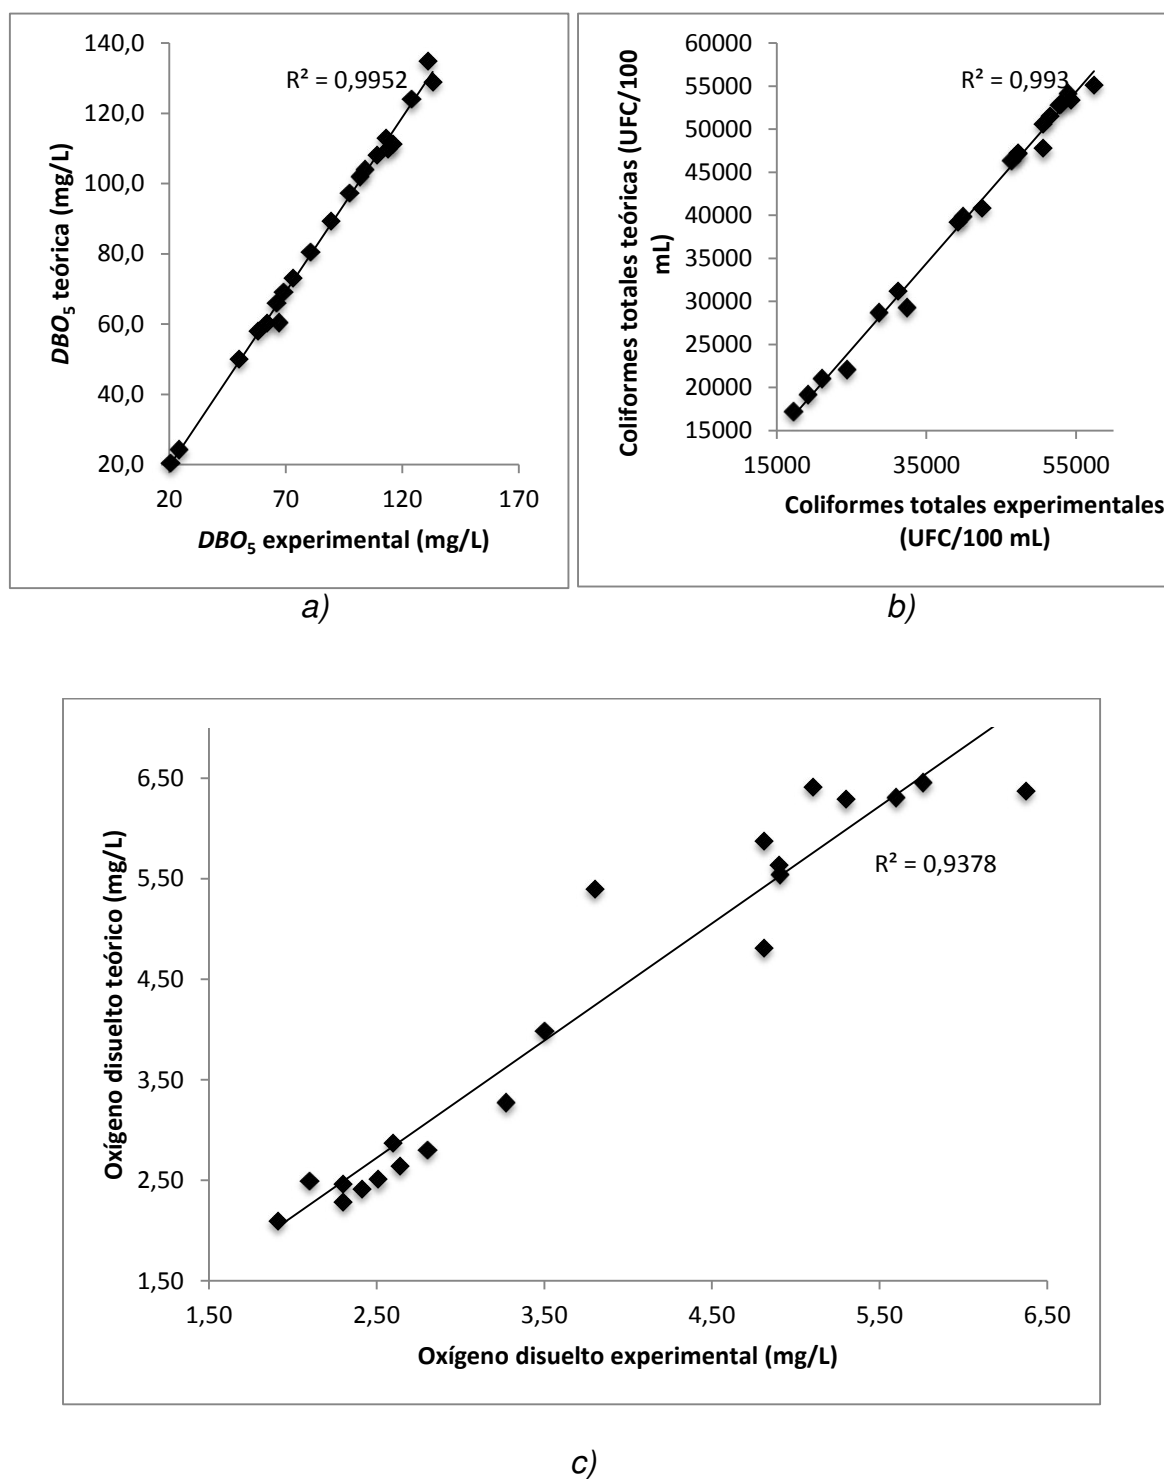 140,0
120,0
100,0
80,0
60,0
40,0
20,0
R² = 0,9952
DBO₅ teórica (mg/L)
20 70 120 170
DBO₅ experimental (mg/L)
a)
60000
55000
50000
45000
40000
35000
30000
25000
20000
15000
R² = 0,993
Coliformes totales teóricas (UFC/100
mL)
15000 35000 55000
Coliformes totales experimentales
(UFC/100 mL)
b)
6,50
5,50
4,50
3,50
2,50
1,50
R² = 0,9378
Oxígeno disuelto teórico (mg/L)
1,50 2,50 3,50 4,50 5,50 6,50
Oxígeno disuelto experimental (mg/L)
c)